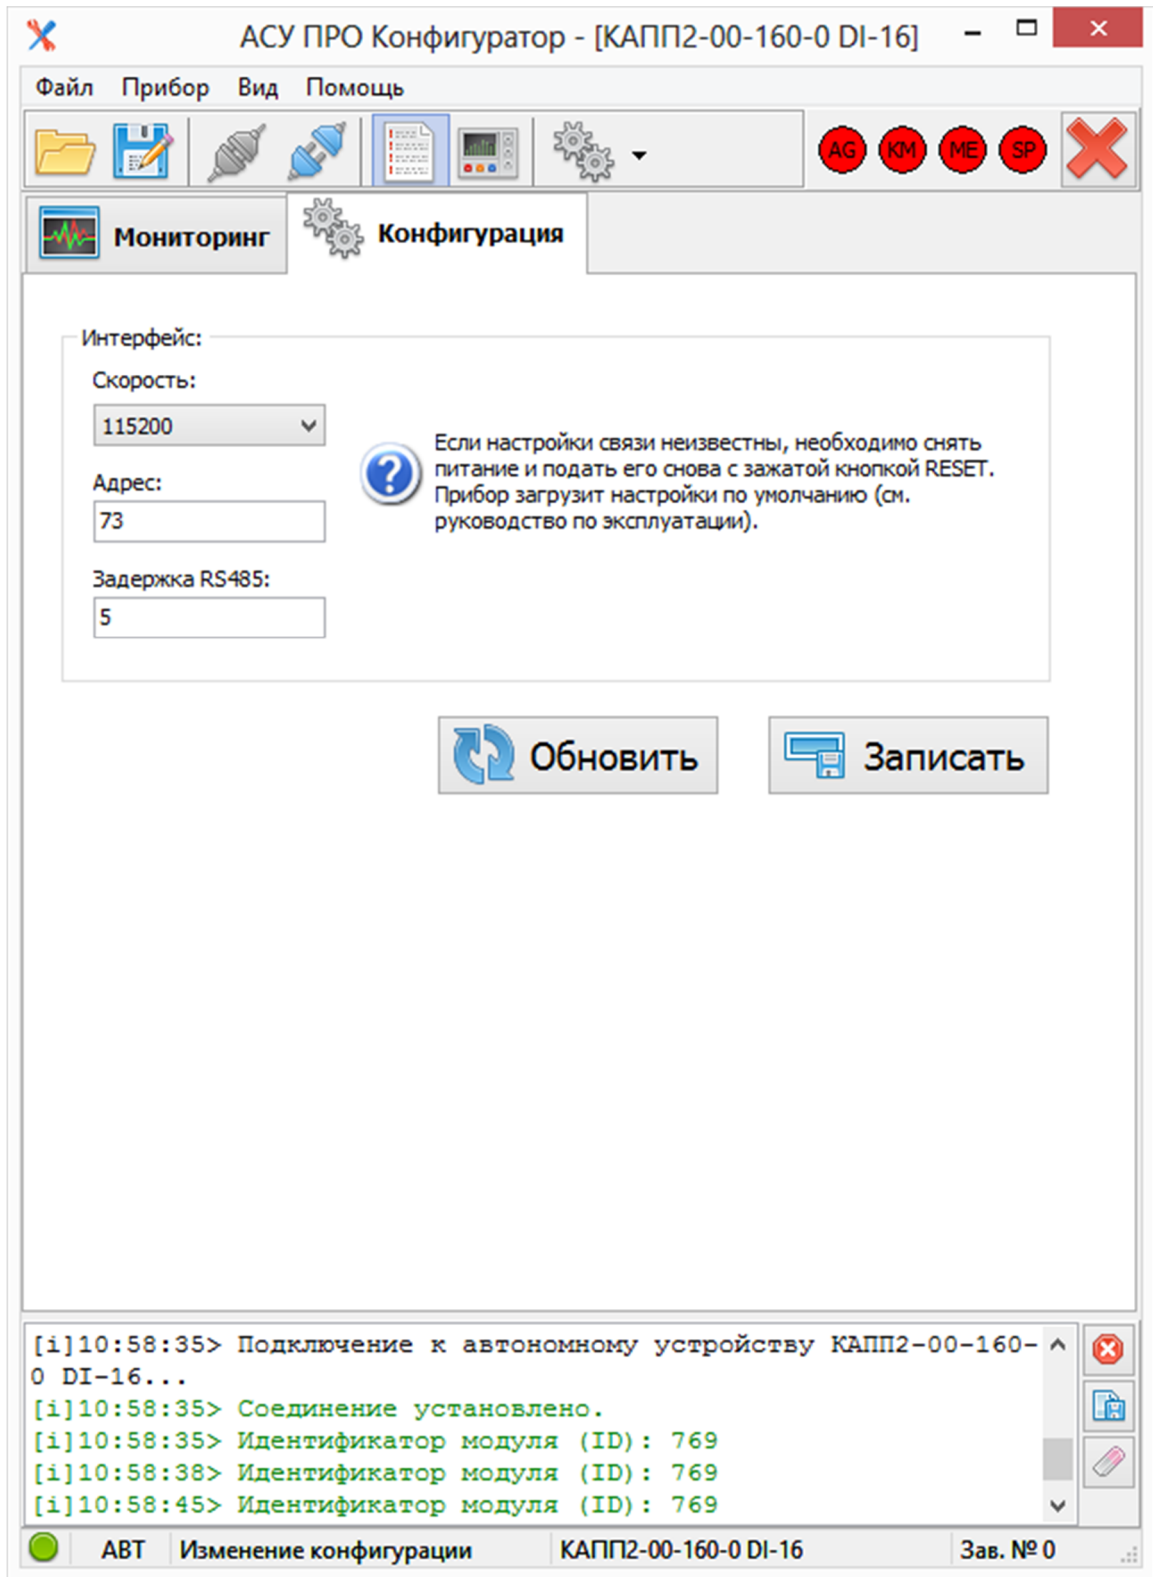 АСУ ПРО Конфигуратор - [КАПП2-00-160-0 DI-16]
Файл Прибор Вид Помощь
AG KM ME SP
Мониторинг Конфигурация
Интерфейс:
Скорость:
115200
Адрес:
73
Задержка RS485:
5
Если настройки связи неизвестны, необходимо снять
питание и подать его снова с зажатой кнопкой RESET.
Прибор загрузит настройки по умолчанию (см.
руководство по эксплуатации).
Обновить Записать
[i]10:58:35> Подключение к автономному устройству КАПП2-00-160-
0 DI-16...
[i]10:58:35> Соединение установлено.
[i]10:58:35> Идентификатор модуля (ID): 769
[i]10:58:38> Идентификатор модуля (ID): 769
[i]10:58:45> Идентификатор модуля (ID): 769
АВТ Изменение конфигурации КАПП2-00-160-0 DI-16 Зав. № 0